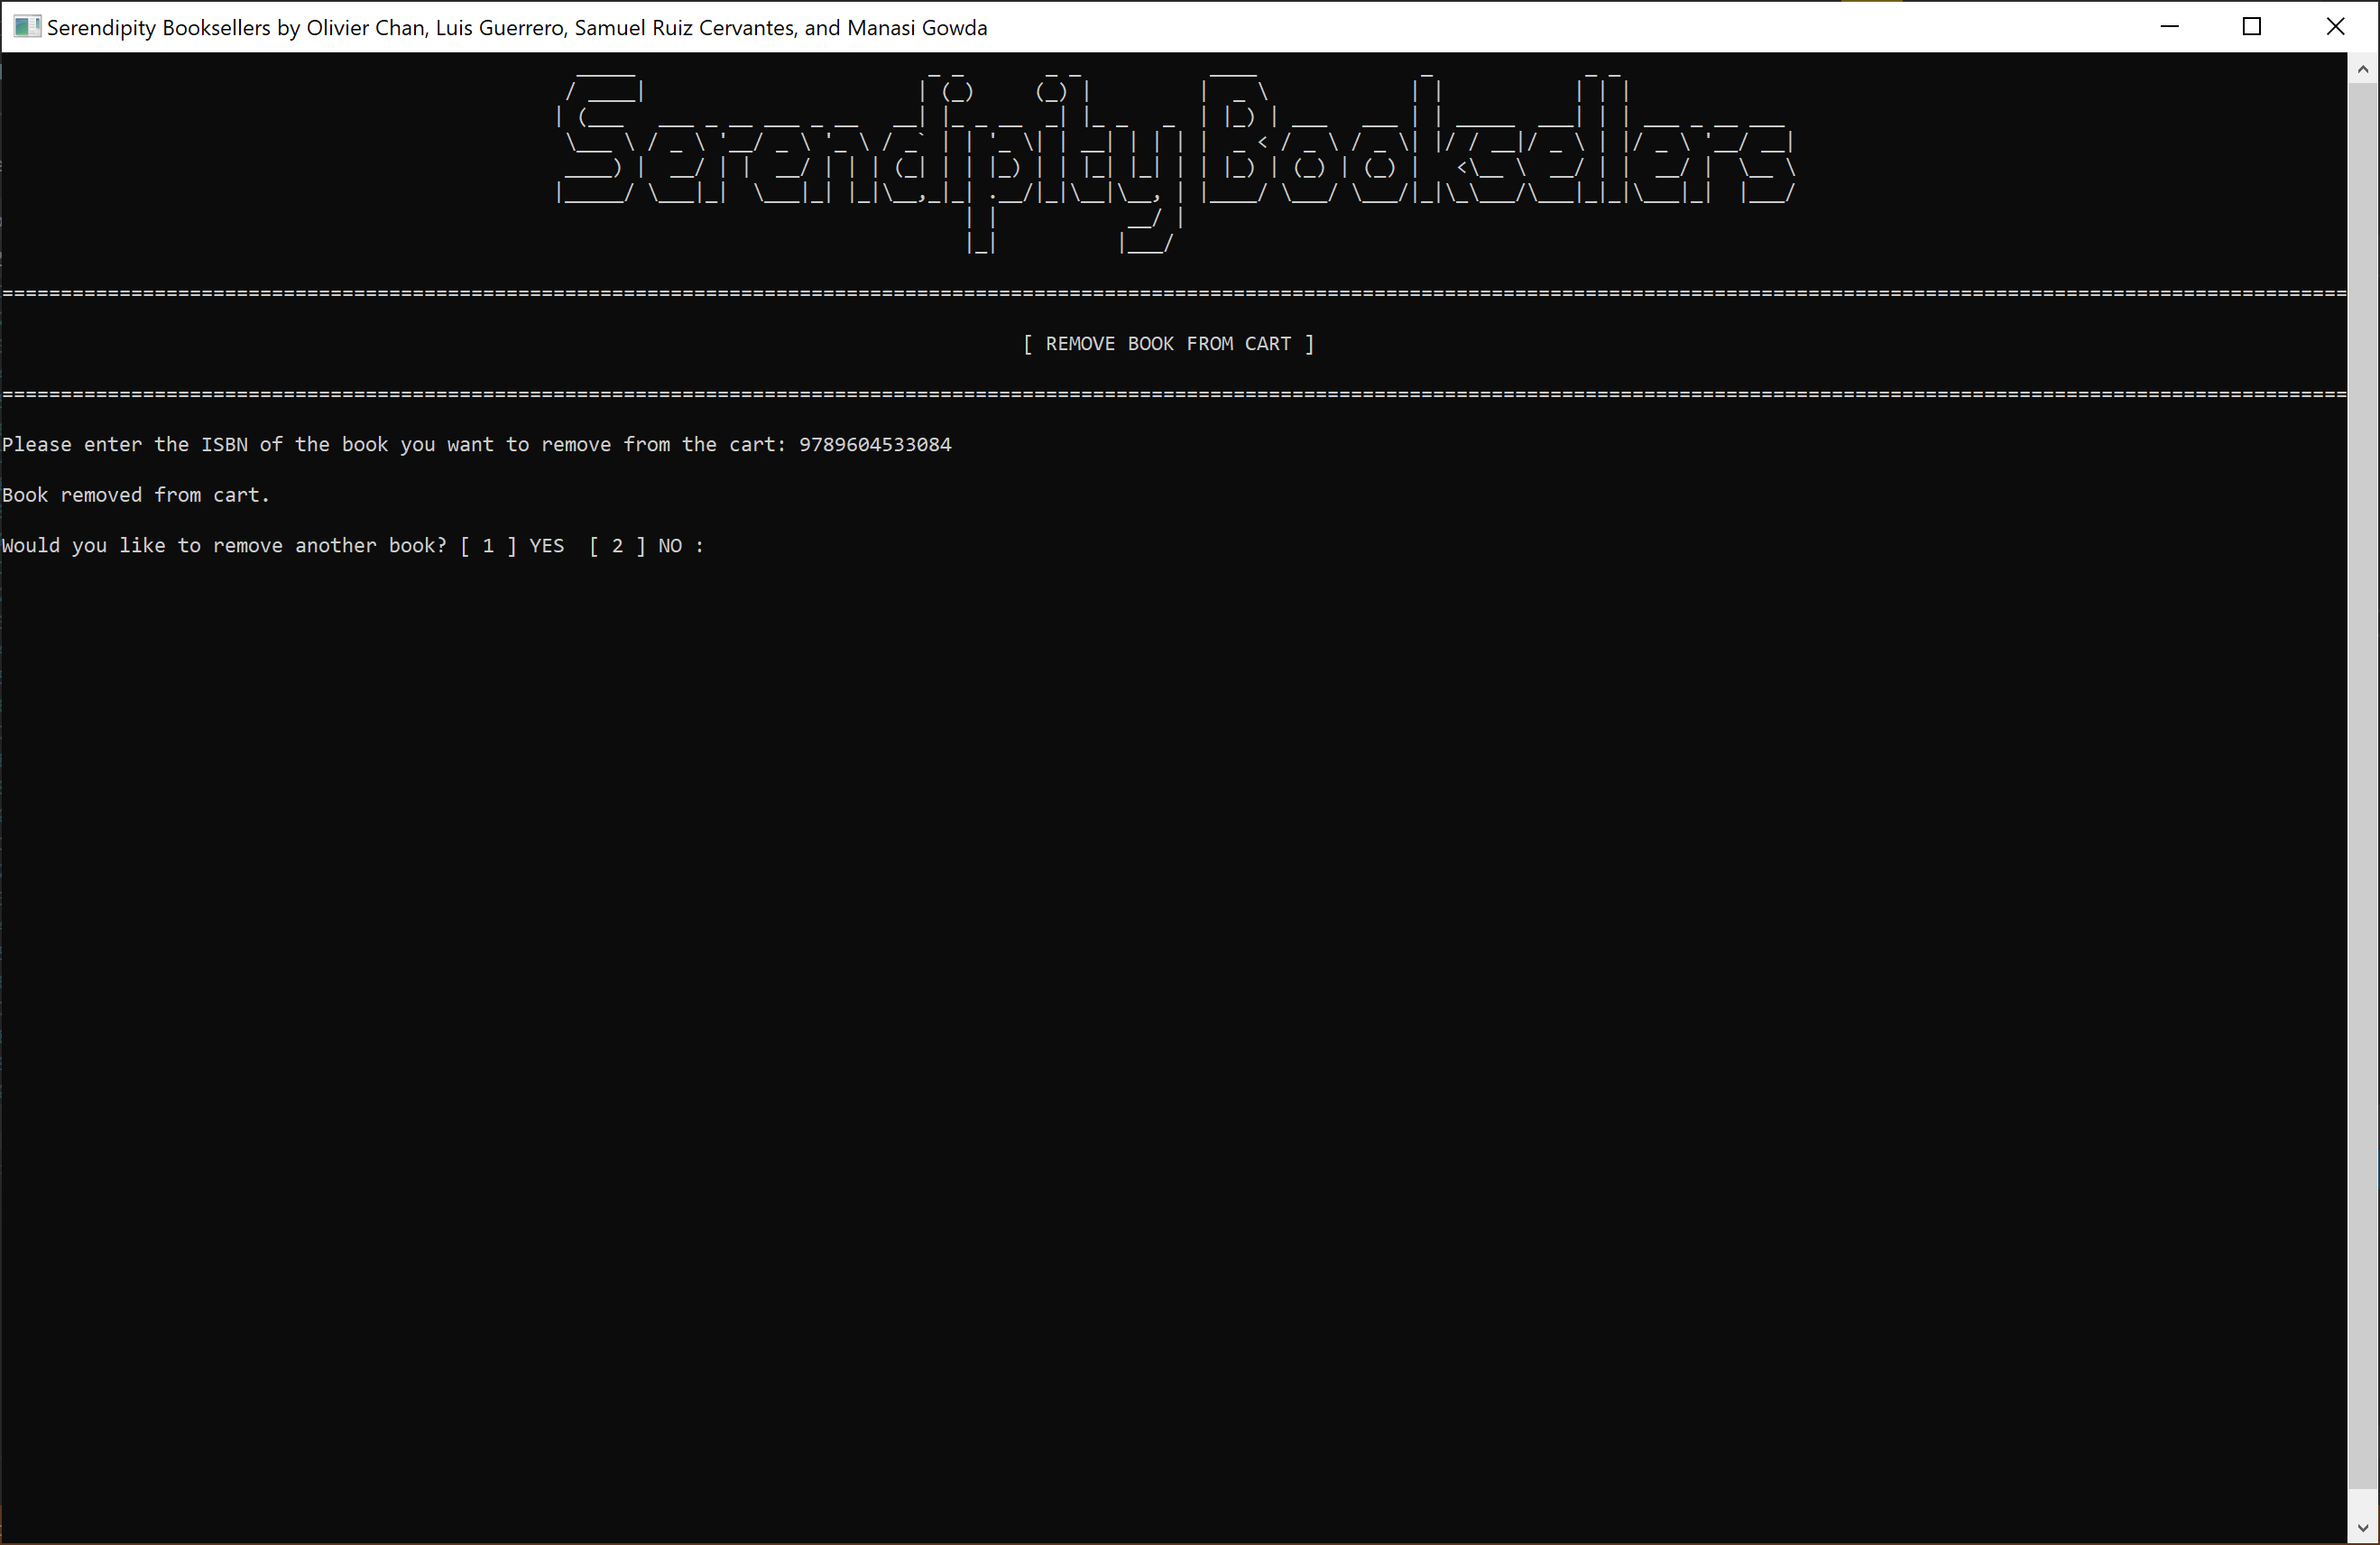 Serendipity Booksellers by Olivier Chan, Luis Guerrero, Samuel Ruiz Cervantes, and Manasi Gowda
Serendipity Booksellers
[ REMOVE BOOK FROM CART ]
Please enter the ISBN of the book you want to remove from the cart: 9789604533084
Book removed from cart.
Would you like to remove another book? [ 1 ] YES  [ 2 ] NO :